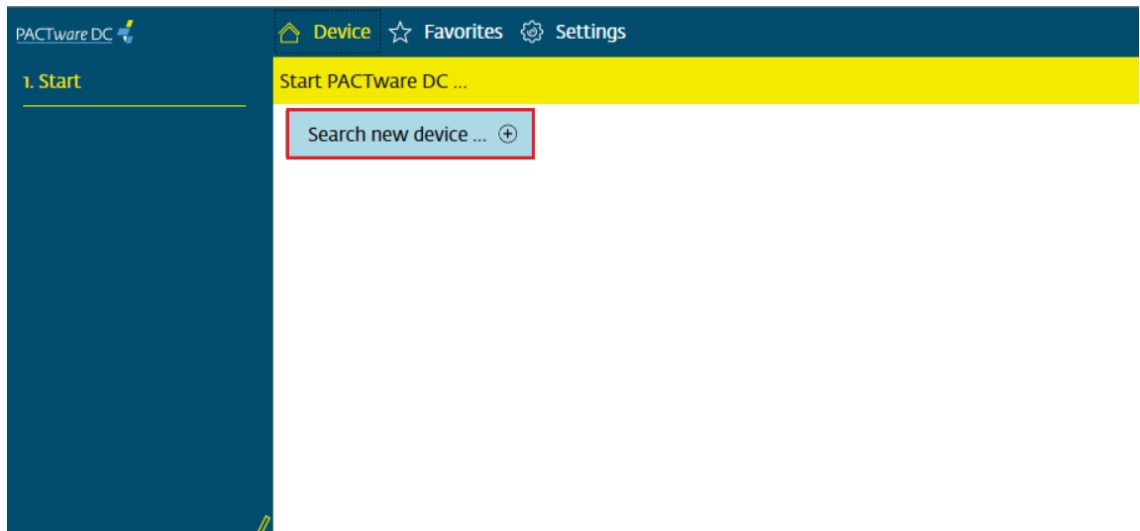 PACTware DC
Device Favorites Settings
1. Start
Start PACTware DC ...
Search new device ...